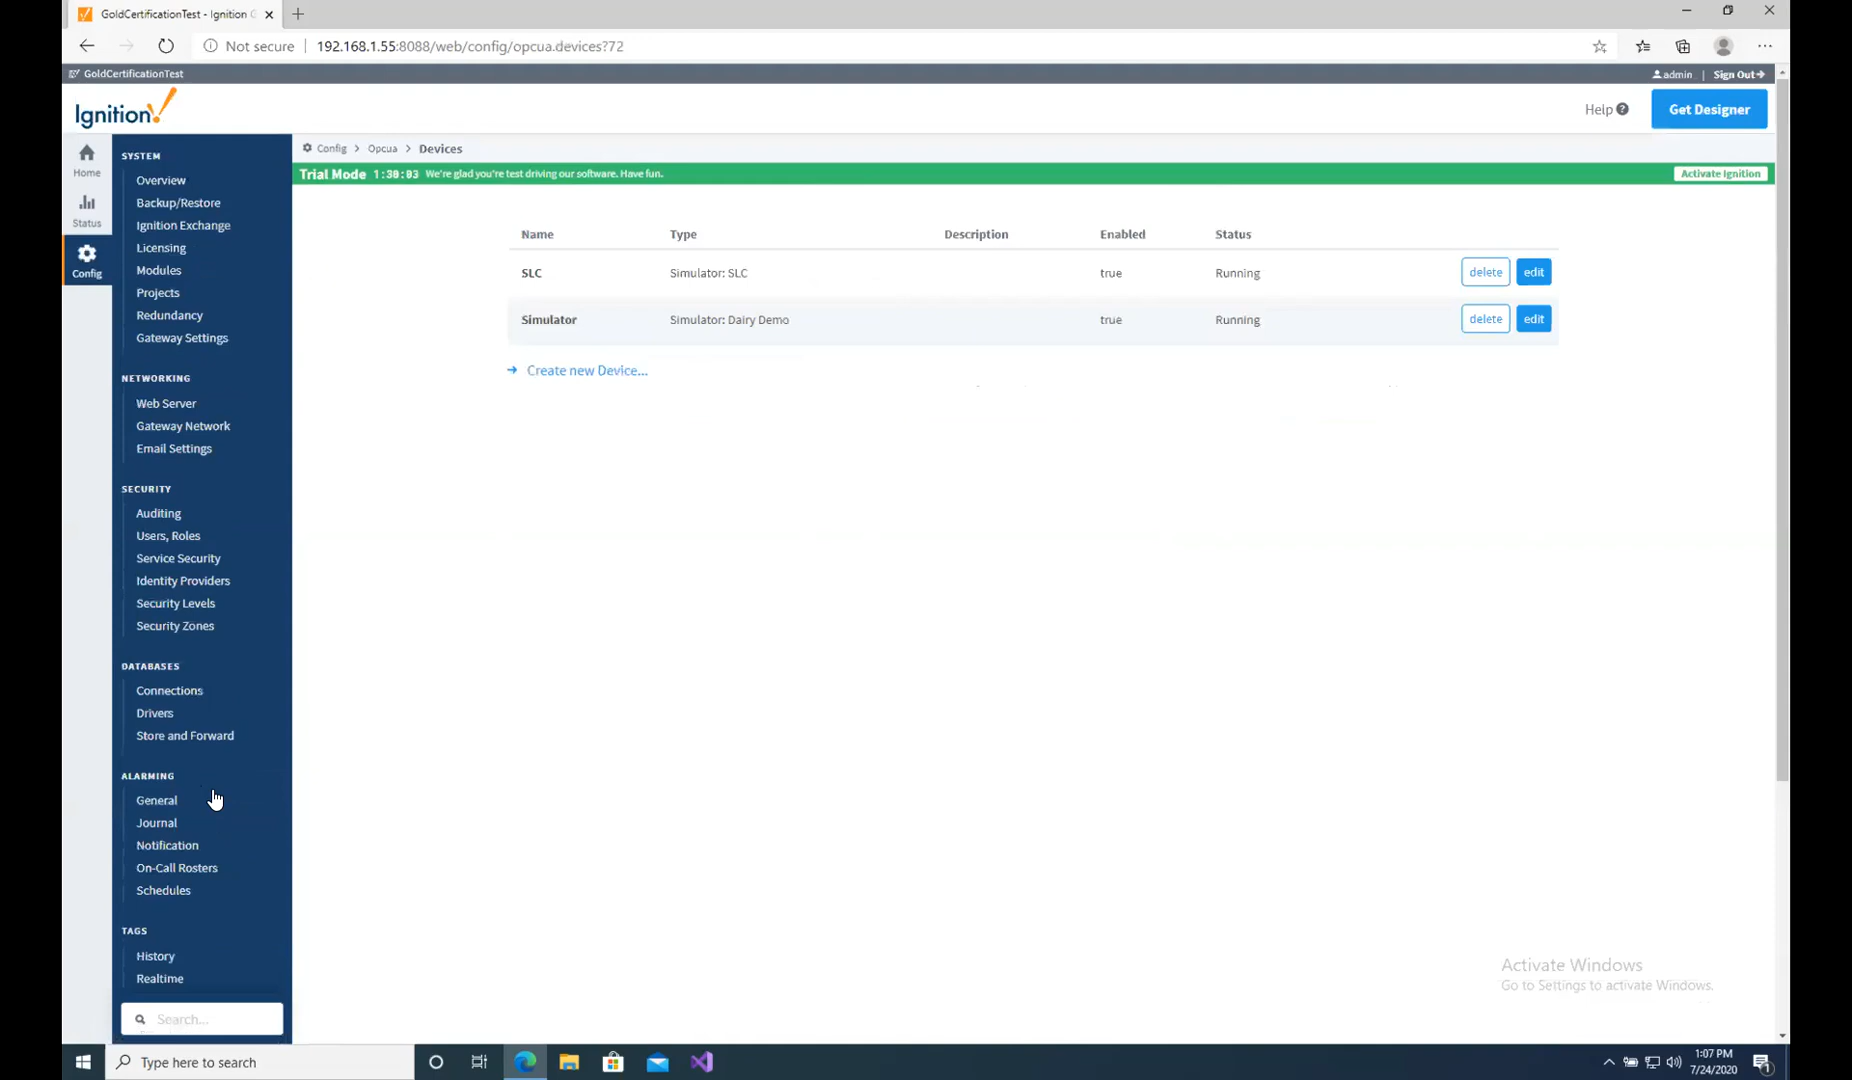 GoldCertificationTest - Ignition G
Not secure
192.168.1.55:8088/web/config/opcua.devices?72
GoldCertificationTest
admin | Sign Out
Ignition!
Help
Get Designer
Config > Opcua > Devices
Trial Mode 1:38:03 We're glad you're test driving our software. Have fun.
Activate Ignition
Home
Status
Config
SYSTEM
Overview
Backup/Restore
Ignition Exchange
Licensing
Modules
Projects
Redundancy
Gateway Settings
NETWORKING
Web Server
Gateway Network
Email Settings
SECURITY
Auditing
Users, Roles
Service Security
Identity Providers
Security Levels
Security Zones
DATABASES
Connections
Drivers
Store and Forward
ALARMING
General
Journal
Notification
On-Call Rosters
Schedules
TAGS
History
Realtime
Search...
Name Type Description Enabled Status
SLC Simulator: SLC true Running delete edit
Simulator Simulator: Dairy Demo true Running delete edit
Create new Device...
Activate Windows
Go to Settings to activate Windows.
Type here to search
1:07 PM
7/24/2020
1